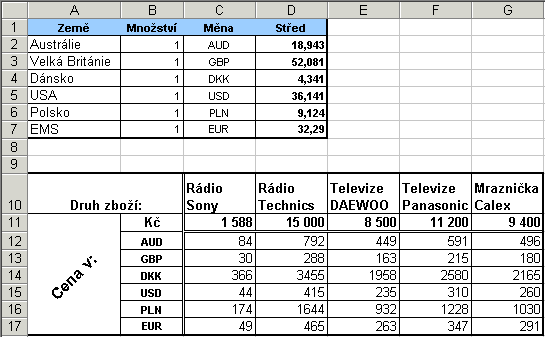 A B C D E F G
1 Země Množství Měna Střed
2 Austrálie 1 AUD 18,943
3 Velká Británie 1 GBP 52,081
4 Dánsko 1 DKK 4,341
5 USA 1 USD 36,141
6 Polsko 1 PLN 9,124
7 EMS 1 EUR 32,29
8
9
Rádio Rádio Televize Televize Mraznička
10 Druh zboží: Sony Technics DAEWOO Panasonic Calex
11 Kč 1 588 15 000 8 500 11 200 9 400
12 AUD 84 792 449 591 496
13 GBP 30 288 163 215 180
14 Cena v: DKK 366 3455 1958 2580 2165
15 USD 44 415 235 310 260
16 PLN 174 1644 932 1228 1030
17 EUR 49 465 263 347 291